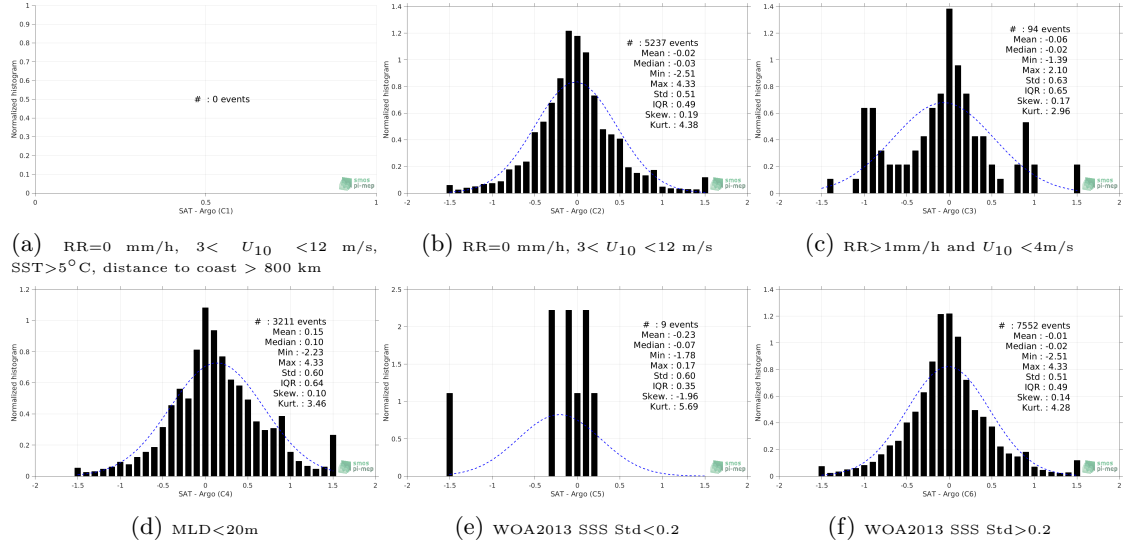 1
0.9
0.8
0.7
0.6
0.5
0.4
0.3
0.2
0.1
0
0 0.5 1
Normalized histogram
# : 0 events
smos
pi-mep
SAT - Argo (C1)
(a) RR=0 mm/h, 3< U10 <12 m/s,
SST>5°C, distance to coast > 800 km
1.4
1.2
1
0.8
0.6
0.4
0.2
0
-2 -1.5 -1 -0.5 0 0.5 1 1.5 2
Normalized histogram
# : 5237 events
Mean : -0.02
Median : -0.03
Min : -2.51
Max : 4.33
Std : 0.51
IQR : 0.49
Skew. : 0.19
Kurt. : 4.38
smos
pi-mep
SAT - Argo (C2)
(b) RR=0 mm/h, 3< U10 <12 m/s
1.4
1.2
1
0.8
0.6
0.4
0.2
0
-2 -1.5 -1 -0.5 0 0.5 1 1.5 2
Normalized histogram
# : 94 events
Mean : -0.06
Median : -0.02
Min : -1.39
Max : 2.10
Std : 0.63
IQR : 0.65
Skew. : 0.17
Kurt. : 2.96
smos
pi-mep
SAT - Argo (C3)
(c) RR>1mm/h and U10 <4m/s
1.2
1
0.8
0.6
0.4
0.2
0
-2 -1.5 -1 -0.5 0 0.5 1 1.5 2
Normalized histogram
# : 3211 events
Mean : 0.15
Median : 0.10
Min : -2.23
Max : 4.33
Std : 0.60
IQR : 0.64
Skew. : 0.10
Kurt. : 3.46
smos
pi-mep
SAT - Argo (C4)
(d) MLD<20m
2.5
2
1.5
1
0.5
0
-2 -1.5 -1 -0.5 0 0.5 1 1.5 2
Normalized histogram
# : 9 events
Mean : -0.23
Median : -0.07
Min : -1.78
Max : 0.17
Std : 0.60
IQR : 0.35
Skew. : -1.96
Kurt. : 5.69
smos
pi-mep
SAT - Argo (C5)
(e) WOA2013 SSS Std<0.2
1.4
1.2
1
0.8
0.6
0.4
0.2
0
-2 -1.5 -1 -0.5 0 0.5 1 1.5 2
Normalized histogram
# : 7552 events
Mean : -0.01
Median : -0.02
Min : -2.51
Max : 4.33
Std : 0.51
IQR : 0.49
Skew. : 0.14
Kurt. : 4.28
smos
pi-mep
SAT - Argo (C6)
(f) WOA2013 SSS Std>0.2